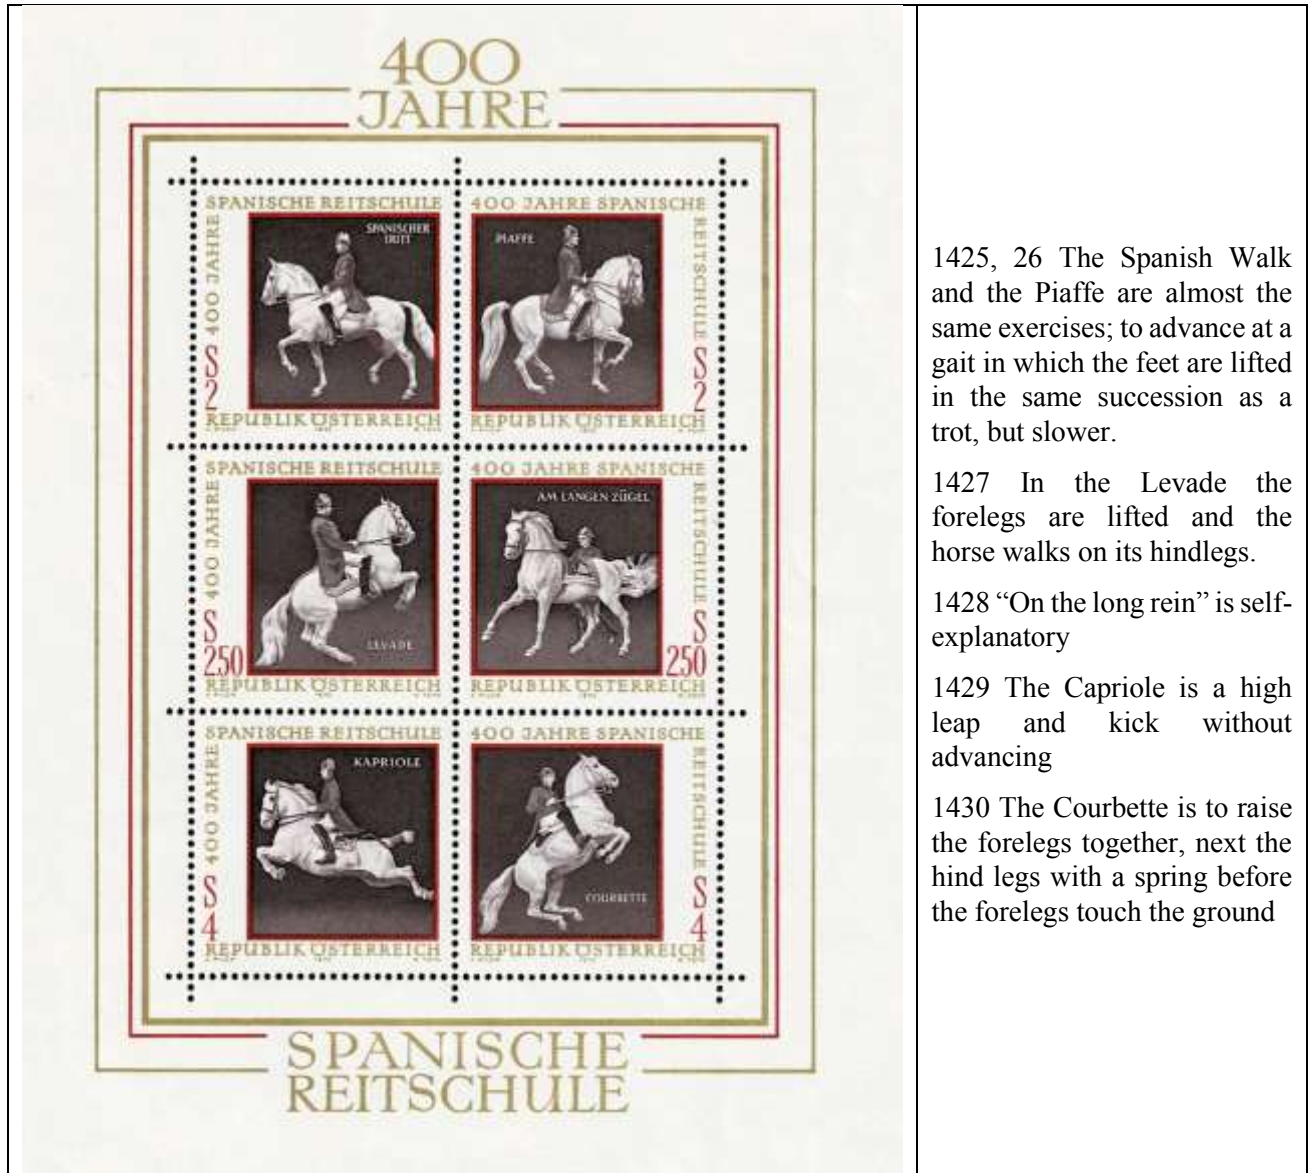 400
JAHRE
SPANISCHE REITSCHULE
400 JAHRE
SPANISCHER
TRITT
S
2
REPUBLIK ÖSTERREICH
400 JAHRE SPANISCHE
REITSCHULE
PIAFFE
S
2
REPUBLIK ÖSTERREICH
SPANISCHE REITSCHULE
400 JAHRE
LEVADE
S
250
REPUBLIK ÖSTERREICH
400 JAHRE SPANISCHE
REITSCHULE
AM LANGEN ZÜGEL
S
250
REPUBLIK ÖSTERREICH
SPANISCHE REITSCHULE
400 JAHRE
KAPRIOLE
S
4
REPUBLIK ÖSTERREICH
400 JAHRE SPANISCHE
REITSCHULE
COURBETTE
S
4
REPUBLIK ÖSTERREICH
SPANISCHE
REITSCHULE
1425, 26 The Spanish Walk
and the Piaffe are almost the
same exercises; to advance at a
gait in which the feet are lifted
in the same succession as a
trot, but slower.
1427 In the Levade the
forelegs are lifted and the
horse walks on its hindlegs.
1428 “On the long rein” is self-
explanatory
1429 The Capriole is a high
leap and kick without
advancing
1430 The Courbette is to raise
the forelegs together, next the
hind legs with a spring before
the forelegs touch the ground